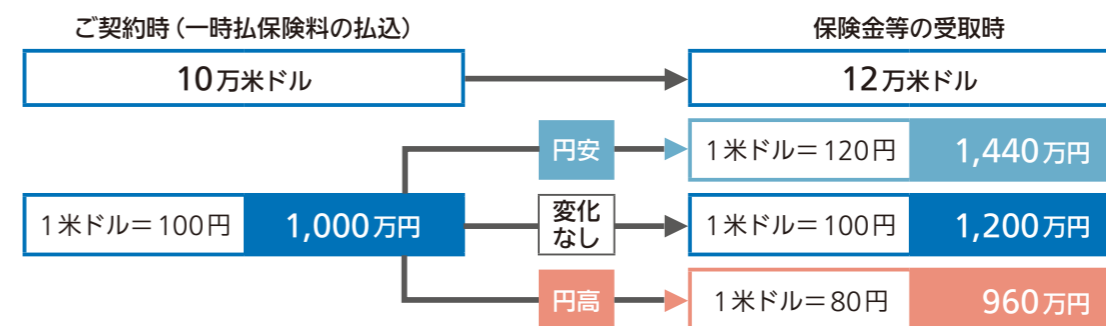 ご契約時（一時払保険料の払込）
保険金等の受取時
10万米ドル
12万米ドル
円安
1米ドル＝120円
1,440万円
1米ドル＝100円
1,000万円
変化
なし
1米ドル＝100円
1,200万円
円高
1米ドル＝80円
960万円